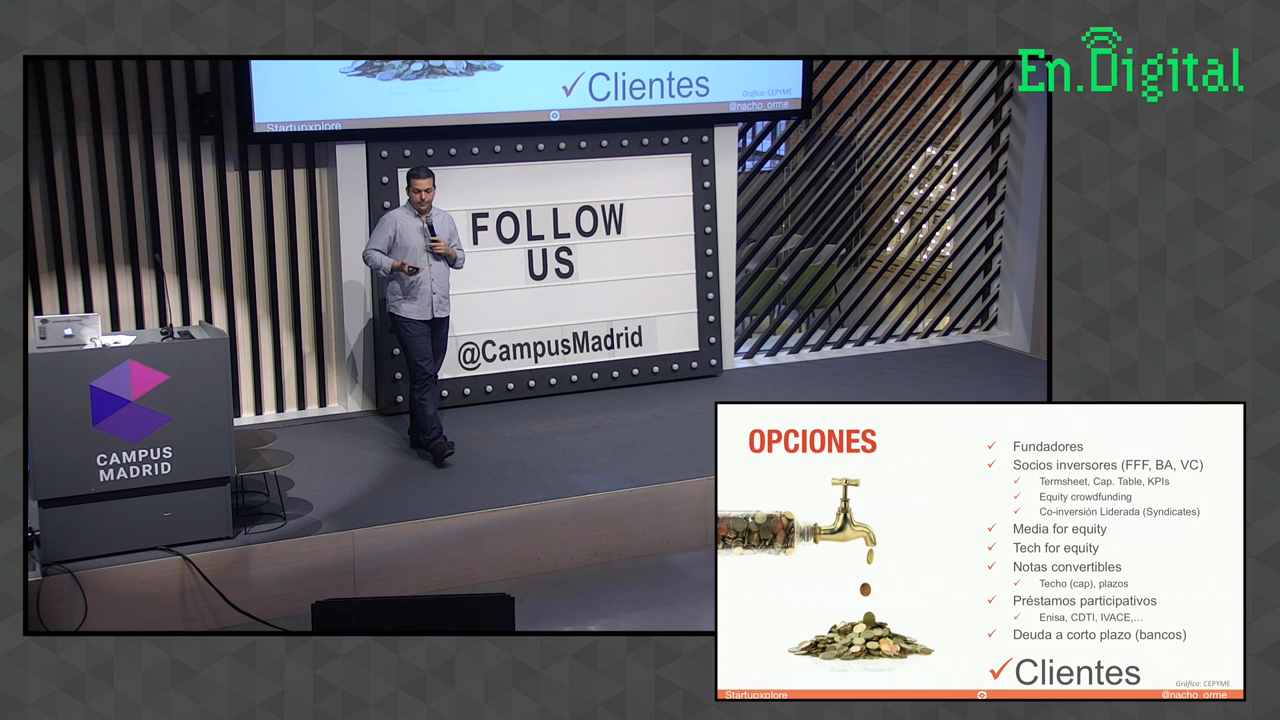 En.Digital
✓Clientes
Gráfica: CEPYME
@nacho_orme
Startupxplore
FOLLOW
US
@CampusMadrid
CAMPUS
MADRID
OPCIONES
✓ Fundadores
✓ Socios inversores (FFF, BA, VC)
✓ Termsheet, Cap. Table, KPIs
✓ Equity crowdfunding
✓ Co-inversión Liderada (Syndicates)
✓ Media for equity
✓ Tech for equity
✓ Notas convertibles
✓ Techo (cap), plazos
✓ Préstamos participativos
✓ Enisa, CDTI, IVACE,...
✓ Deuda a corto plazo (bancos)
✓Clientes
Gráfica: CEPYME
Startupxplore
@nacho_orme